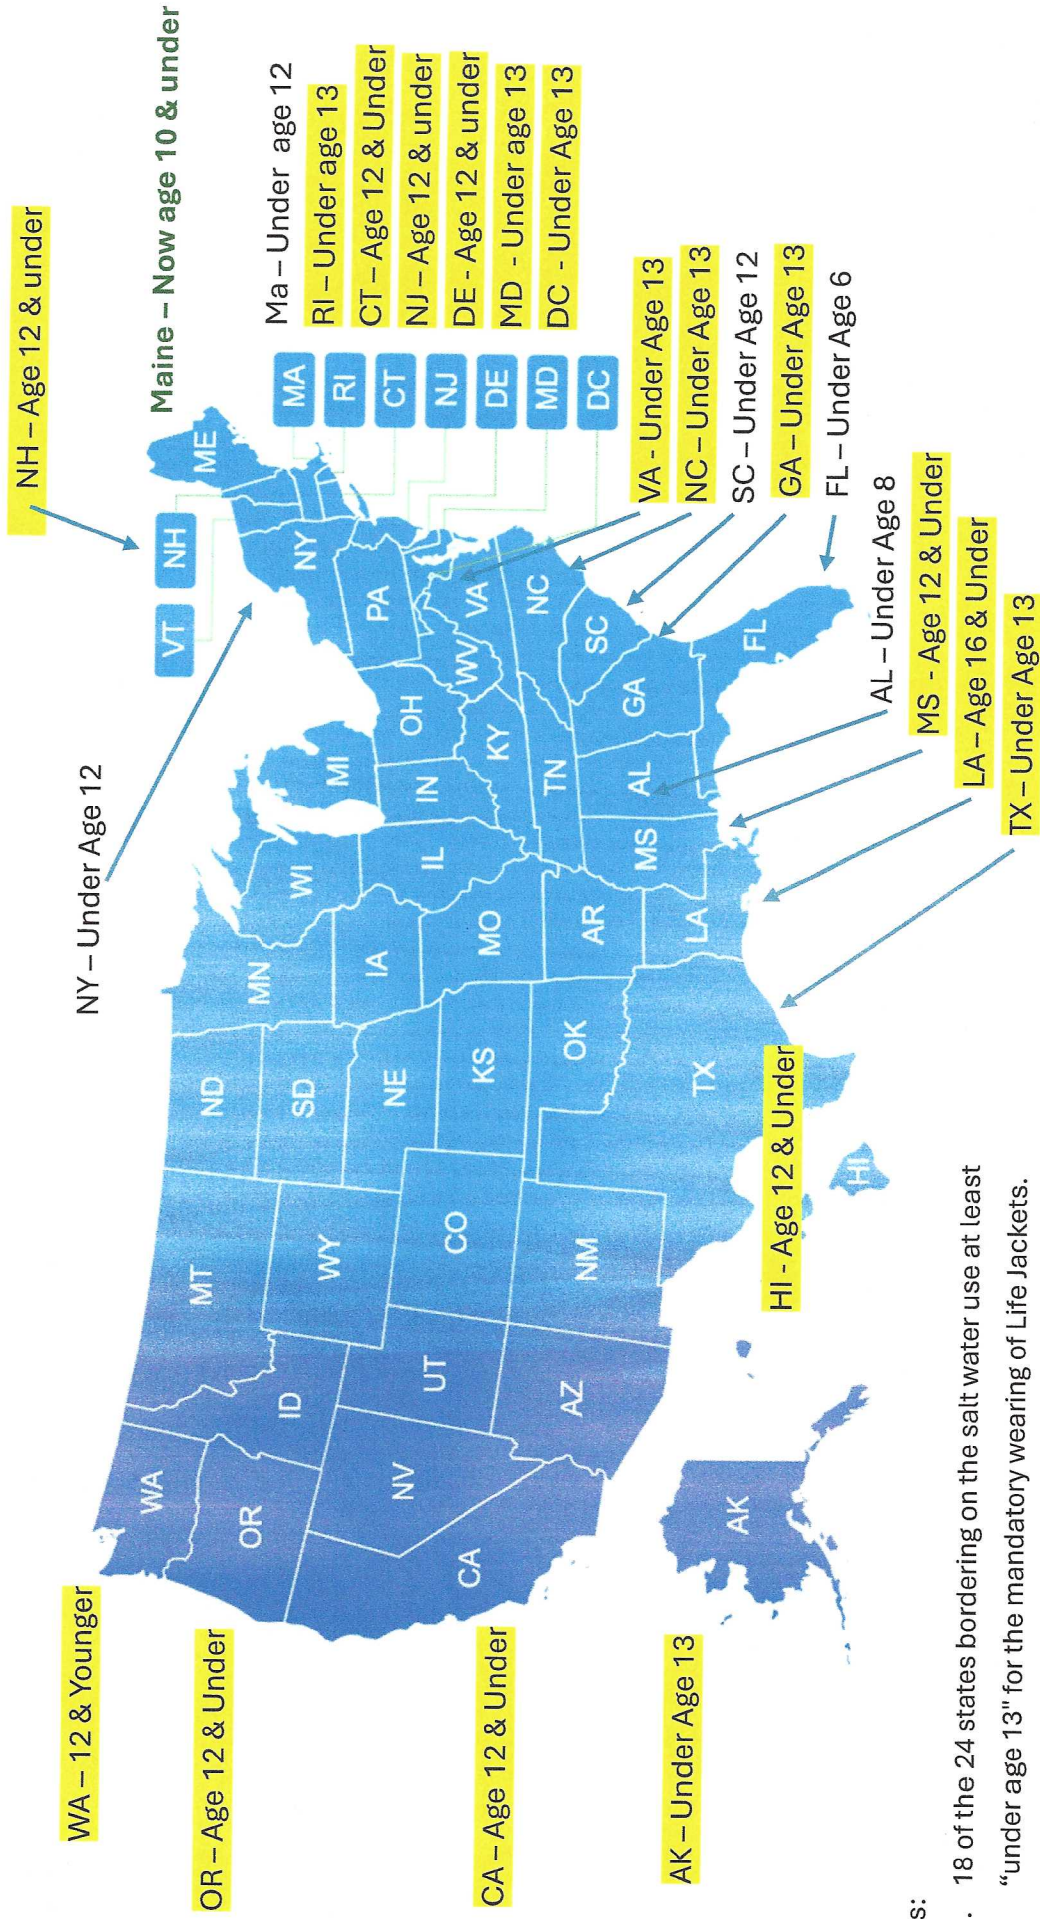 NH – Age 12 & under
Maine – Now age 10 & under
NY – Under Age 12
WA – 12 & Younger
OR – Age 12 & Under
CA – Age 12 & Under
AK – Under Age 13
HI - Age 12 & Under
Ma – Under age 12
RI – Under age 13
CT – Age 12 & Under
NJ – Age 12 & under
DE - Age 12 & under
MD - Under age 13
DC - Under Age 13
VA - Under Age 13
NC – Under Age 13
SC – Under Age 12
GA – Under Age 13
FL – Under Age 6
AL – Under Age 8
MS - Age 12 & Under
LA – Age 16 & Under
TX – Under Age 13
VT
NH
MA
RI
CT
NJ
DE
MD
DC
WA
OR
CA
NV
ID
MT
WY
UT
AZ
CO
NM
ND
SD
NE
KS
OK
TX
MN
IA
MO
AR
LA
WI
IL
MI
IN
OH
KY
TN
MS
AL
GA
FL
SC
NC
VA
WV
PA
NY
ME
AK
HI
s:
. 18 of the 24 states bordering on the salt water use at least
“under age 13" for the mandatory wearing of Life Jackets.